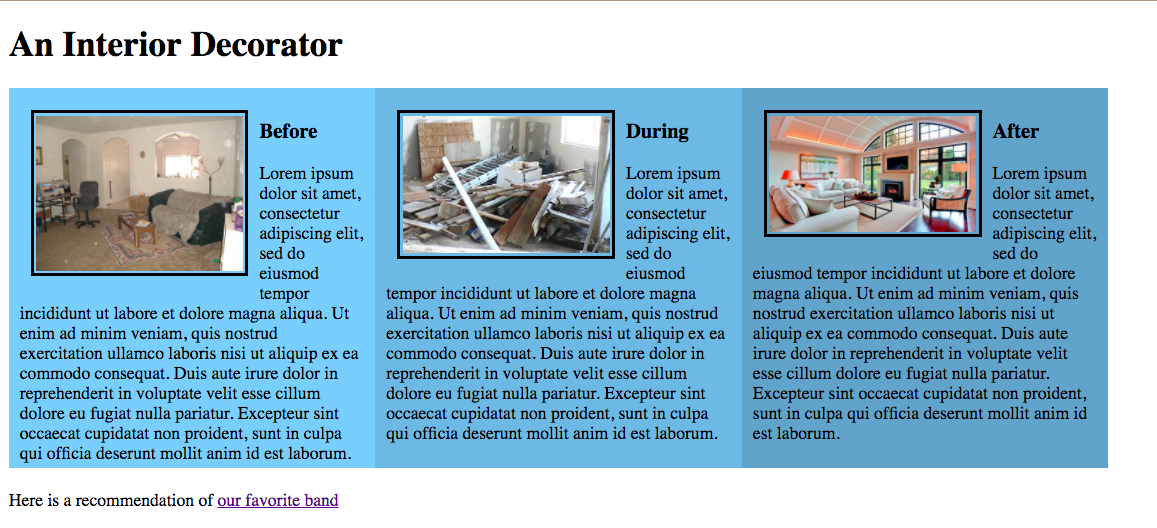 An Interior Decorator
Before
Lorem ipsum
dolor sit amet,
consectetur
adipiscing elit,
sed do
eiusmod
tempor
incididunt ut labore et dolore magna aliqua. Ut
enim ad minim veniam, quis nostrud
exercitation ullamco laboris nisi ut aliquip ex ea
commodo consequat. Duis aute irure dolor in
reprehenderit in voluptate velit esse cillum
dolore eu fugiat nulla pariatur. Excepteur sint
occaecat cupidatat non proident, sunt in culpa
qui officia deserunt mollit anim id est laborum.
During
Lorem ipsum
dolor sit amet,
consectetur
adipiscing elit,
sed do
eiusmod
tempor incididunt ut labore et dolore magna
aliqua. Ut enim ad minim veniam, quis nostrud
exercitation ullamco laboris nisi ut aliquip ex ea
commodo consequat. Duis aute irure dolor in
reprehenderit in voluptate velit esse cillum
dolore eu fugiat nulla pariatur. Excepteur sint
occaecat cupidatat non proident, sunt in culpa
qui officia deserunt mollit anim id est laborum.
After
Lorem ipsum
dolor sit amet,
consectetur
adipiscing elit,
sed do
eiusmod tempor incididunt ut labore et dolore
magna aliqua. Ut enim ad minim veniam, quis
nostrud exercitation ullamco laboris nisi ut
aliquip ex ea commodo consequat. Duis aute
irure dolor in reprehenderit in voluptate velit
esse cillum dolore eu fugiat nulla pariatur.
Excepteur sint occaecat cupidatat non proident,
sunt in culpa qui officia deserunt mollit anim id
est laborum.
Here is a recommendation of our favorite band